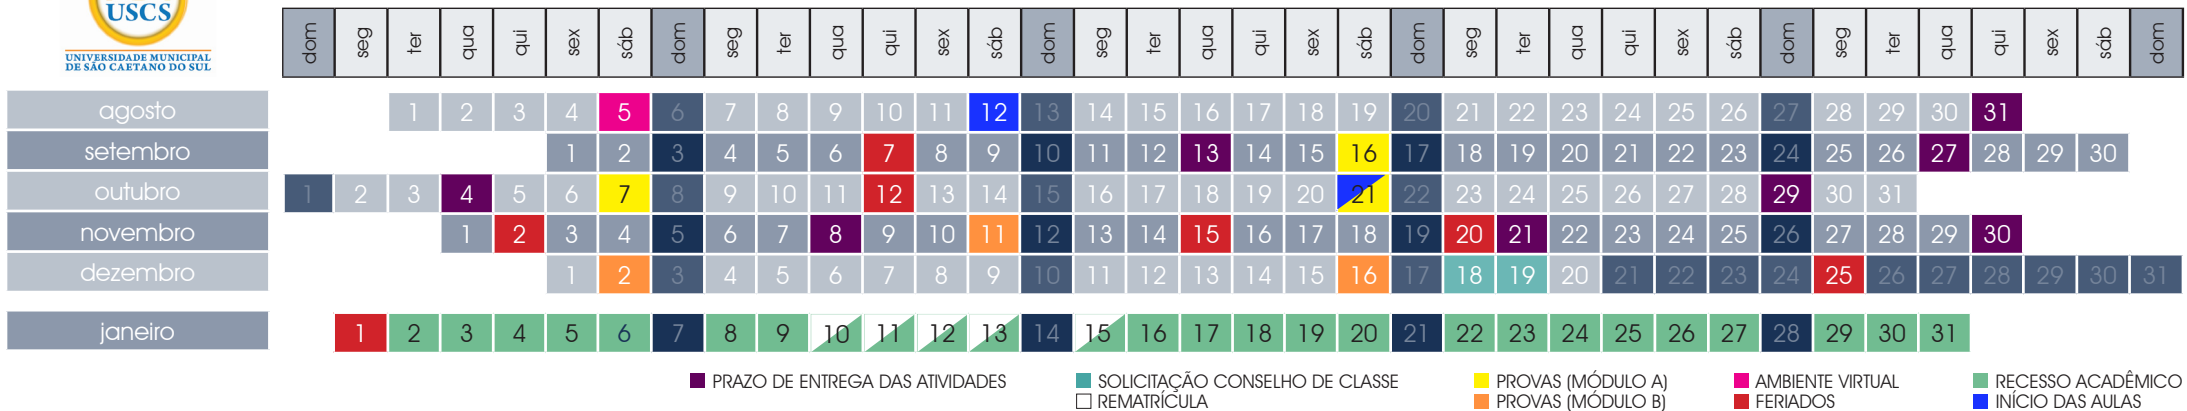 USCS
UNIVERSIDADE MUNICIPAL
DE SÃO CAETANO DO SUL
dom seg ter qua qui sex sáb dom seg ter qua qui sex sáb dom seg ter qua qui sex sáb dom seg ter qua qui sex sáb dom seg ter qua qui sex sáb dom
agosto 1 2 3 4 5 6 7 8 9 10 11 12 13 14 15 16 17 18 19 20 21 22 23 24 25 26 27 28 29 30 31
setembro 1 2 3 4 5 6 7 8 9 10 11 12 13 14 15 16 17 18 19 20 21 22 23 24 25 26 27 28 29 30
outubro 1 2 3 4 5 6 7 8 9 10 11 12 13 14 15 16 17 18 19 20 21 22 23 24 25 26 27 28 29 30 31
novembro 1 2 3 4 5 6 7 8 9 10 11 12 13 14 15 16 17 18 19 20 21 22 23 24 25 26 27 28 29 30
dezembro 1 2 3 4 5 6 7 8 9 10 11 12 13 14 15 16 17 18 19 20 21 22 23 24 25 26 27 28 29 30 31
janeiro 1 2 3 4 5 6 7 8 9 10 11 12 13 14 15 16 17 18 19 20 21 22 23 24 25 26 27 28 29 30 31
PRAZO DE ENTREGA DAS ATIVIDADES SOLICITAÇÃO CONSELHO DE CLASSE PROVAS (MÓDULO A) AMBIENTE VIRTUAL RECESSO ACADÊMICO
REMATRÍCULA PROVAS (MÓDULO B) FERIADOS INÍCIO DAS AULAS